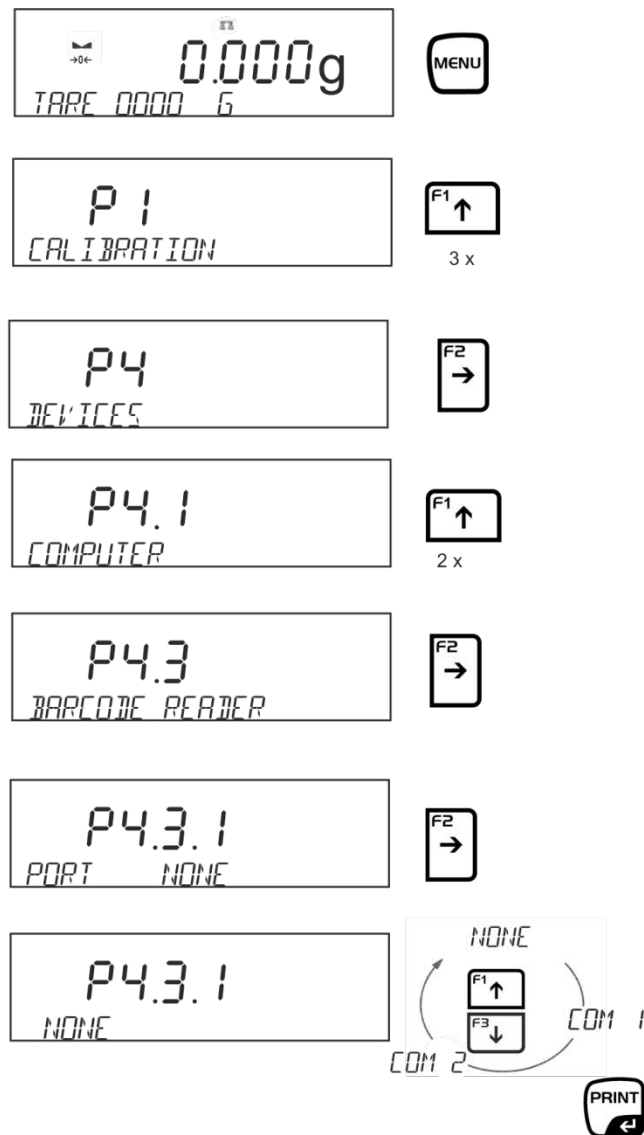 →0← 0.000g
TARE 0000 G
MENU
P1
CALIBRATION
F1
3 x
P4
DEVICES
F2
P4.1
COMPUTER
F1
2 x
P4.3
BARCODE READER
F2
P4.3.1
PORT NONE
F2
P4.3.1
NONE
NONE
F1
F3
COM 1
COM 2
PRINT